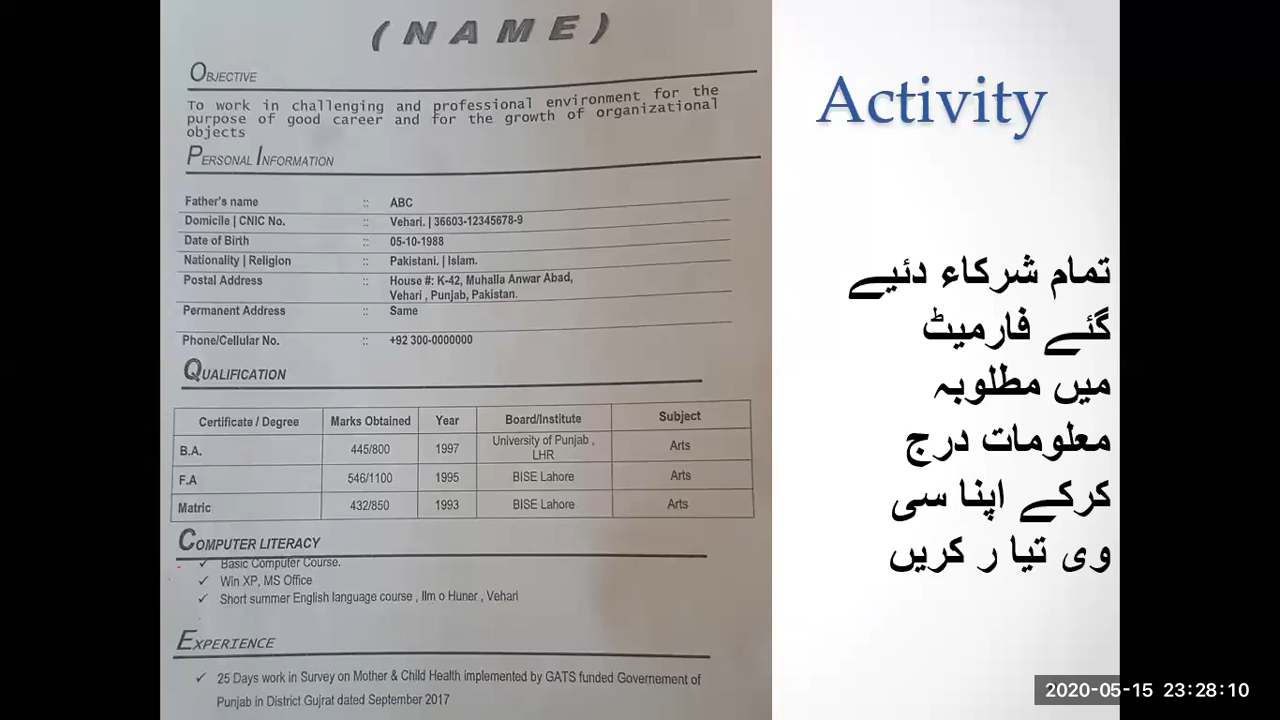 ( N A M E )
OBJECTIVE
To work in challenging and professional environment for the
purpose of good career and for the growth of organizational
objects
PERSONAL INFORMATION
Father's name :: ABC
Domicile | CNIC No. :: Vehari. | 36603-12345678-9
Date of Birth :: 05-10-1988
Nationality | Religion :: Pakistani. | Islam.
Postal Address :: House #: K-42, Muhalla Anwar Abad,
Vehari , Punjab, Pakistan.
Permanent Address :: Same
Phone/Cellular No. :: +92 300-0000000
QUALIFICATION
Certificate / Degree Marks Obtained Year Board/Institute Subject
B.A. 445/800 1997 University of Punjab , LHR Arts
F.A 546/1100 1995 BISE Lahore Arts
Matric 432/850 1993 BISE Lahore Arts
COMPUTER LITERACY
✓ Basic Computer Course.
✓ Win XP, MS Office
✓ Short summer English language course , Ilm o Huner , Vehari
EXPERIENCE
✓ 25 Days work in Survey on Mother & Child Health implemented by GATS funded Governement of
Punjab in District Gujrat dated September 2017
Activity
تمام شرکاء دئیے
گئے فارمیٹ
میں مطلوبہ
معلومات درج
کرکے اپنا سی
وی تیا ر کریں
2020-05-15 23:28:10